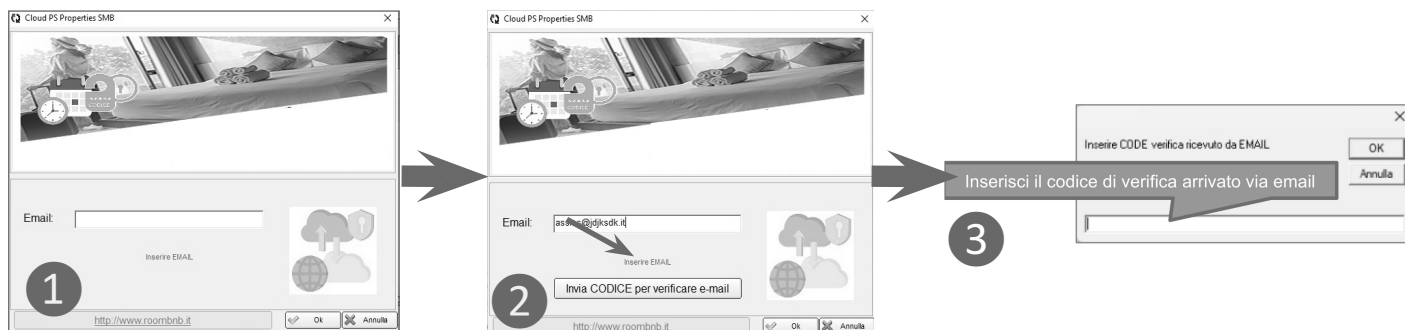 Cloud PS Properties SMB
CODICE
Email:
Inserire EMAIL
1
http://www.roombnb.it
Ok
Annulla
Cloud PS Properties SMB
CODICE
Email:
Inserire EMAIL
Invia CODICE per verificare e-mail
2
http://www.roombnb.it
Ok
Annulla
Inserire CODE verifica ricevuto da EMAIL
OK
Annulla
Inserisci il codice di verifica arrivato via email
3